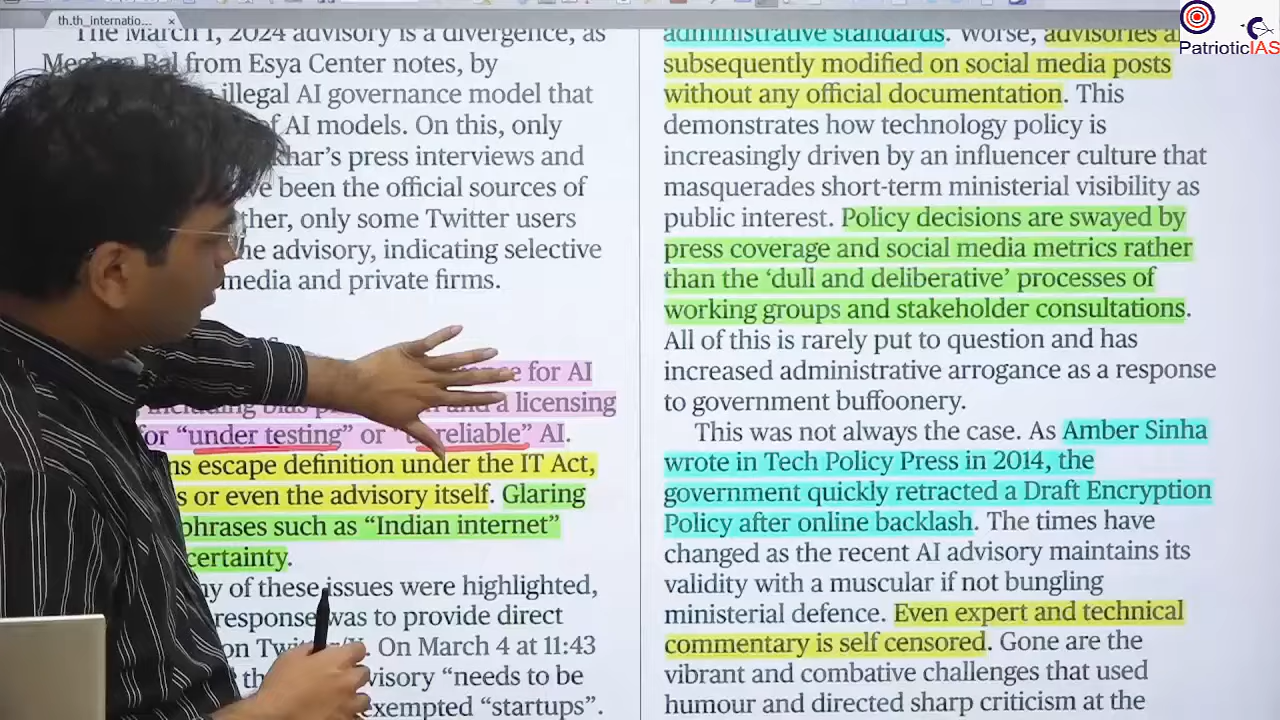 th.th_internatio...
PatrioticIAS
The March 1, 2024 advisory is a divergence, as
Bal from Esya Center notes, by
illegal AI governance model that
of AI models. On this, only
press interviews and
been the official sources of
only some Twitter users
advisory, indicating selective
media and private firms.
for AI
and a licensing
for “under testing” or reliable” AI.
escape definition under the IT Act,
or even the advisory itself. Glaring
phrases such as “Indian internet”
of these issues were highlighted,
response was to provide direct
on On March 4 at 11:43
“needs to be
exempted “startups”.
administrative standards. Worse, advisories
subsequently modified on social media posts
without any official documentation. This
demonstrates how technology policy is
increasingly driven by an influencer culture that
masquerades short-term ministerial visibility as
public interest. Policy decisions are swayed by
press coverage and social media metrics rather
than the ‘dull and deliberative’ processes of
working groups and stakeholder consultations.
All of this is rarely put to question and has
increased administrative arrogance as a response
to government buffoonery.
This was not always the case. As Amber Sinha
wrote in Tech Policy Press in 2014, the
government quickly retracted a Draft Encryption
Policy after online backlash. The times have
changed as the recent AI advisory maintains its
validity with a muscular if not bungling
ministerial defence. Even expert and technical
commentary is self censored. Gone are the
vibrant and combative challenges that used
humour and directed sharp criticism at the